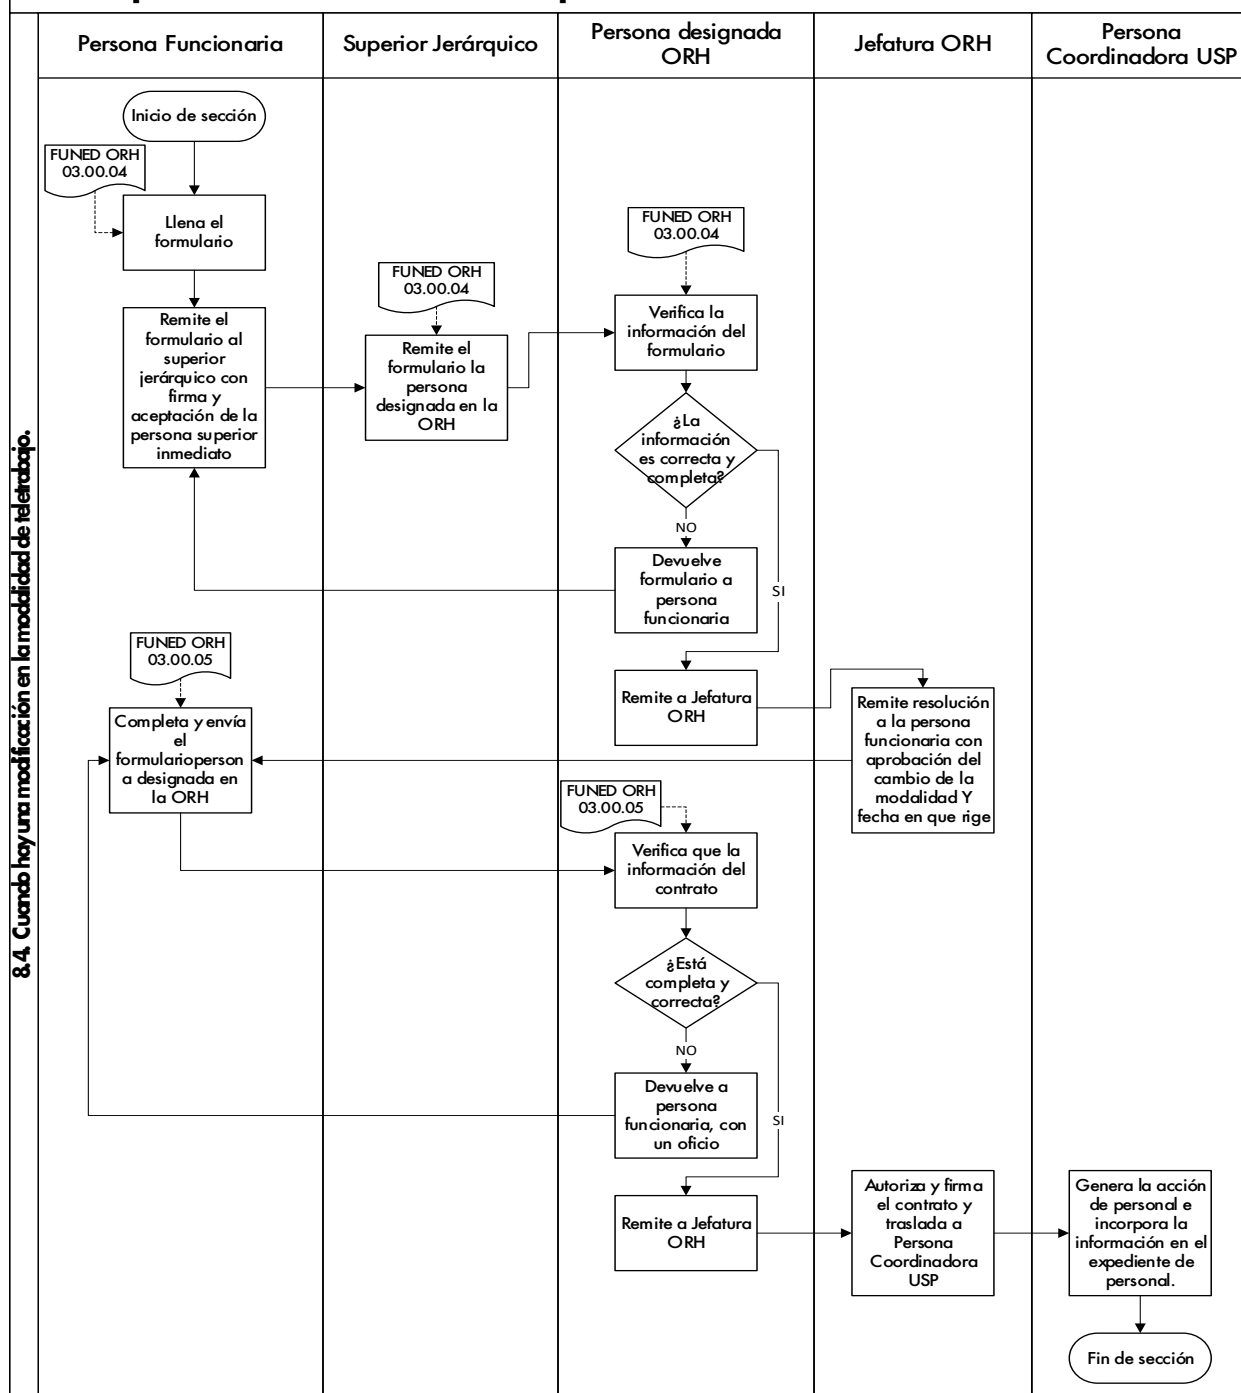 Persona Funcionaria
Superior Jerárquico
Persona designada
ORH
Jefatura ORH
Persona
Coordinadora USP
8.4. Cuando hay una modificación en la modalidad de teletrabajo.
Inicio de sección
FUNED ORH
03.00.04
Llena el
formulario
Remite el
formulario al
superior
jerárquico con
firma y
aceptación de la
persona superior
inmediato
FUNED ORH
03.00.04
Remite el
formulario la
persona
designada en la
ORH
FUNED ORH
03.00.04
Verifica la
información del
formulario
¿La
información
es correcta y
completa?
NO
SI
Devuelve
formulario a
persona
funcionaria
Remite a Jefatura
ORH
Remite resolución
a la persona
funcionaria con
aprobación del
cambio de la
modalidad Y
fecha en que rige
FUNED ORH
03.00.05
Completa y envía
el
formularioperson
a designada en
la ORH
FUNED ORH
03.00.05
Verifica que la
información del
contrato
¿Está
completa y
correcta?
NO
SI
Devuelve a
persona
funcionaria, con
un oficio
Remite a Jefatura
ORH
Autoriza y firma
el contrato y
traslada a
Persona
Coordinadora
USP
Genera la acción
de personal e
incorpora la
información en el
expediente de
personal.
Fin de sección